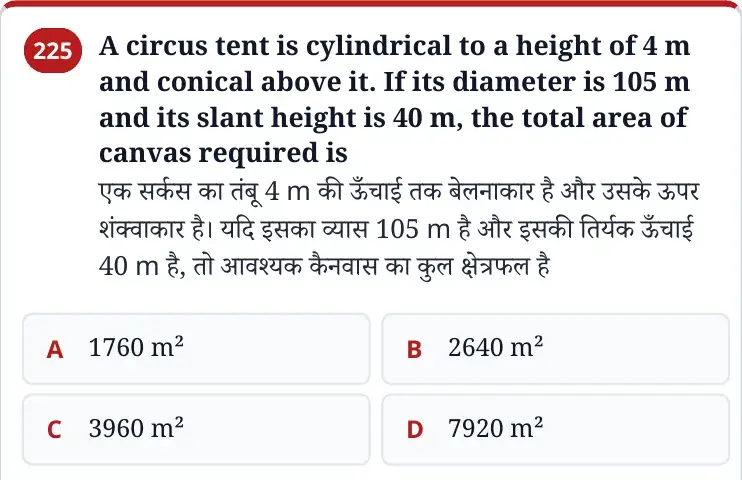 225 A circus tent is cylindrical to a height of 4 m
and conical above it. If its diameter is 105 m
and its slant height is 40 m, the total area of
canvas required is
एक सर्कस का तंबू 4 m की ऊँचाई तक बेलनाकार है और उसके ऊपर
शंक्वाकार है। यदि इसका व्यास 105 m है और इसकी तिर्यक ऊँचाई
40 m है, तो आवश्यक कैनवास का कुल क्षेत्रफल है
A 1760 m² B 2640 m²
C 3960 m² D 7920 m²